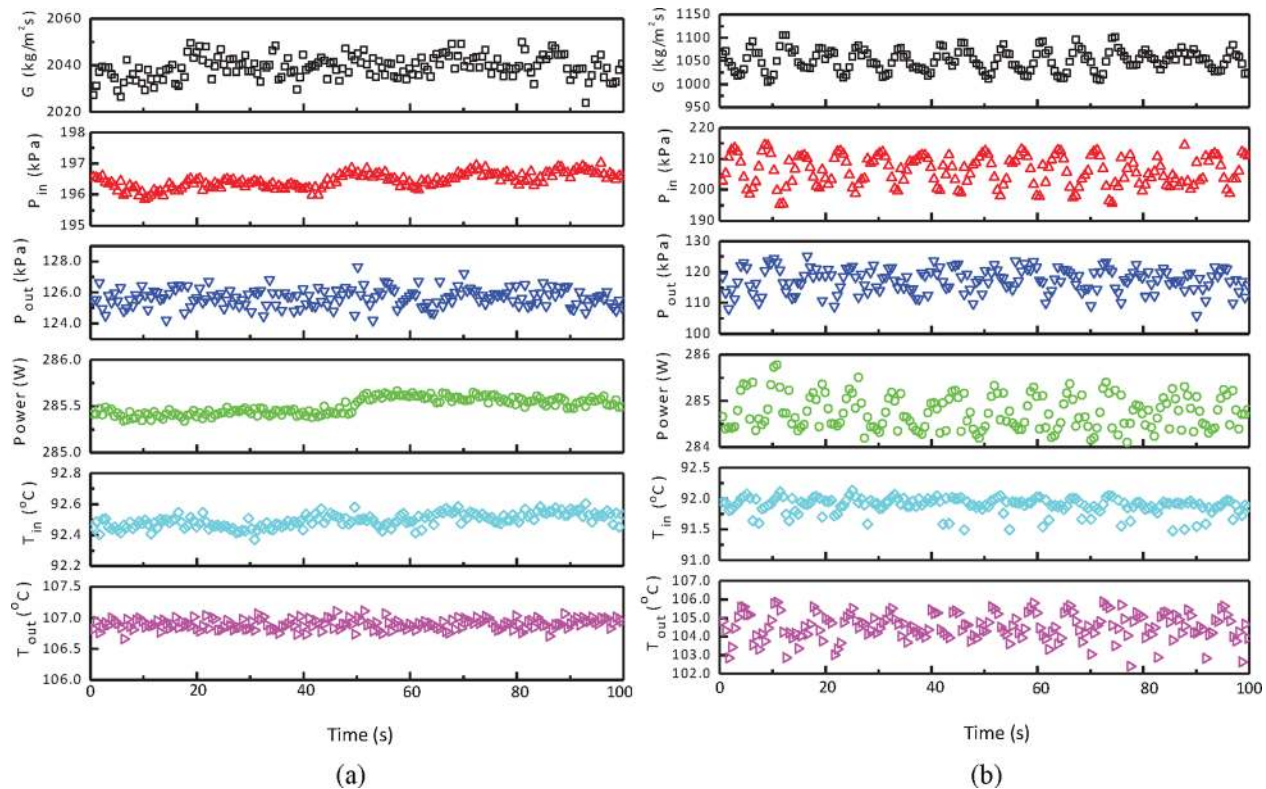 G (kg/m²s)
2060
2040
2020
P_in (kPa)
198
197
196
195
P_out (kPa)
128.0
126.0
124.0
Power (W)
286.0
285.5
285.0
T_in (°C)
92.8
92.6
92.4
92.2
T_out (°C)
107.5
107.0
106.5
106.0
0 20 40 60 80 100
Time (s)
(a)
G (kg/m²s)
1150
1100
1050
1000
950
P_in (kPa)
220
210
200
190
P_out (kPa)
130
120
110
100
Power (W)
286
285
284
T_in (°C)
92.5
92.0
91.5
91.0
T_out (°C)
107.0
106.0
105.0
104.0
103.0
102.0
0 20 40 60 80 100
Time (s)
(b)